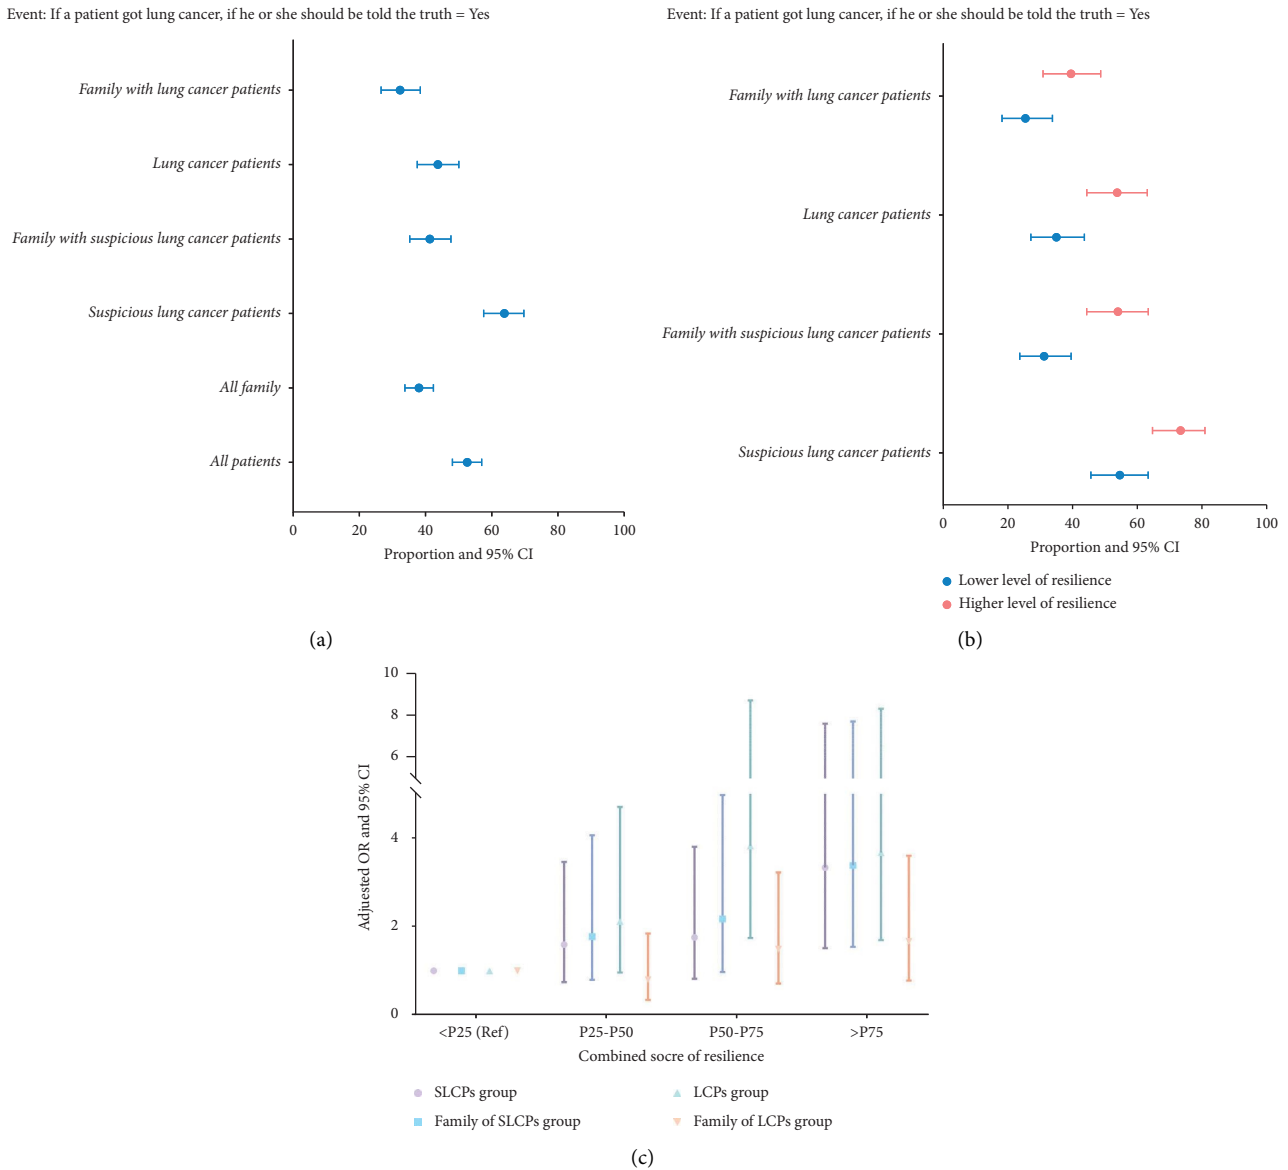 Event: If a patient got lung cancer, if he or she should be told the truth = Yes
Family with lung cancer patients
Lung cancer patients
Family with suspicious lung cancer patients
Suspicious lung cancer patients
All family
All patients
0 20 40 60 80 100
Proportion and 95% CI
(a)
Event: If a patient got lung cancer, if he or she should be told the truth = Yes
Family with lung cancer patients
Lung cancer patients
Family with suspicious lung cancer patients
Suspicious lung cancer patients
0 20 40 60 80 100
Proportion and 95% CI
Lower level of resilience
Higher level of resilience
(b)
Adjuested OR and 95% CI
10
8
6
4
2
0
<P25 (Ref) P25-P50 P50-P75 >P75
Combined socre of resilience
SLCPs group
Family of SLCPs group
LCPs group
Family of LCPs group
(c)